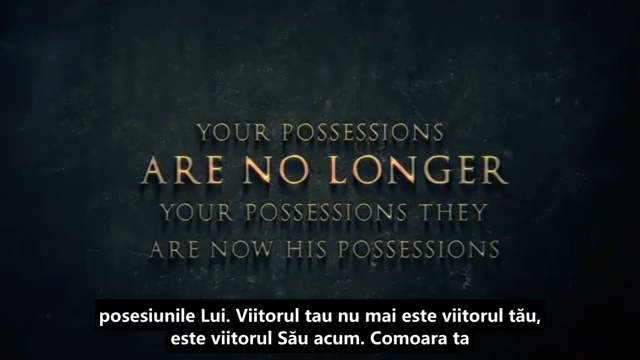 YOUR POSSESSIONS
ARE NO LONGER
YOUR POSSESSIONS THEY
ARE NOW HIS POSSESSIONS
posesiunile Lui. Viitorul tau nu mai este viitorul tău,
este viitorul Său acum. Comoara ta